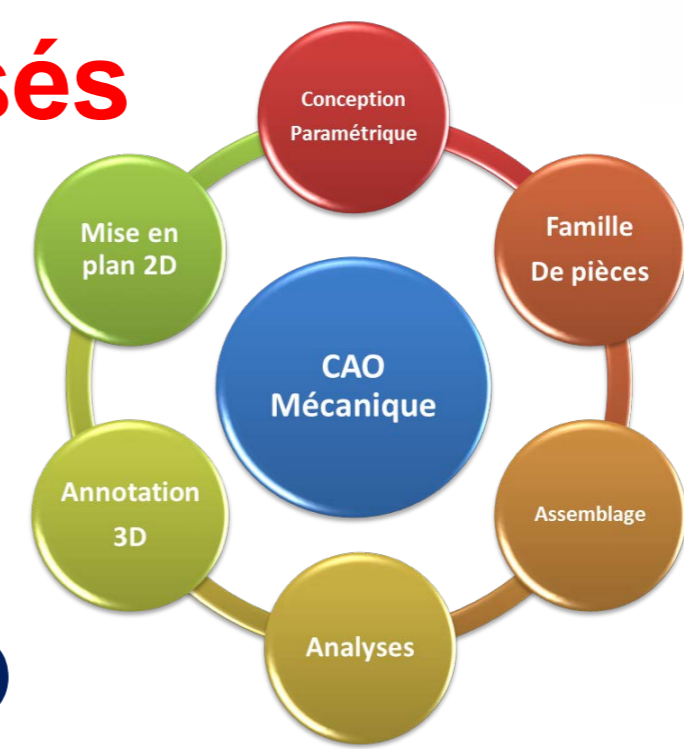 sés
Conception
Paramétrique
Famille
De pièces
Assemblage
Analyses
Annotation
3D
Mise en
plan 2D
CAO
Mécanique